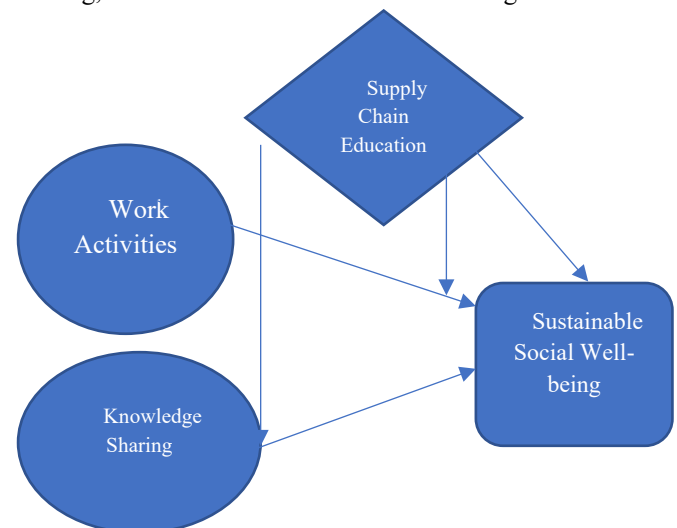 Supply
Chain
Education
Work
Activities
Sustainable
Social Well-
being
Knowledge
Sharing